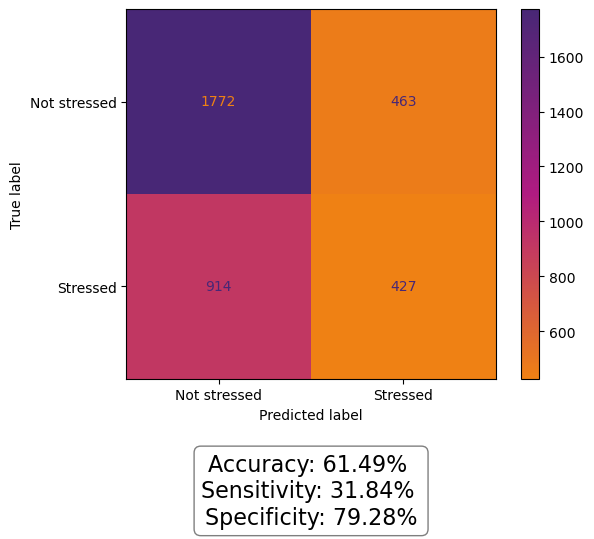 True label
Not stressed
1772
463
Stressed
914
427
Not stressed
Stressed
Predicted label
1600
1400
1200
1000
800
600
Accuracy: 61.49%
Sensitivity: 31.84%
Specificity: 79.28%